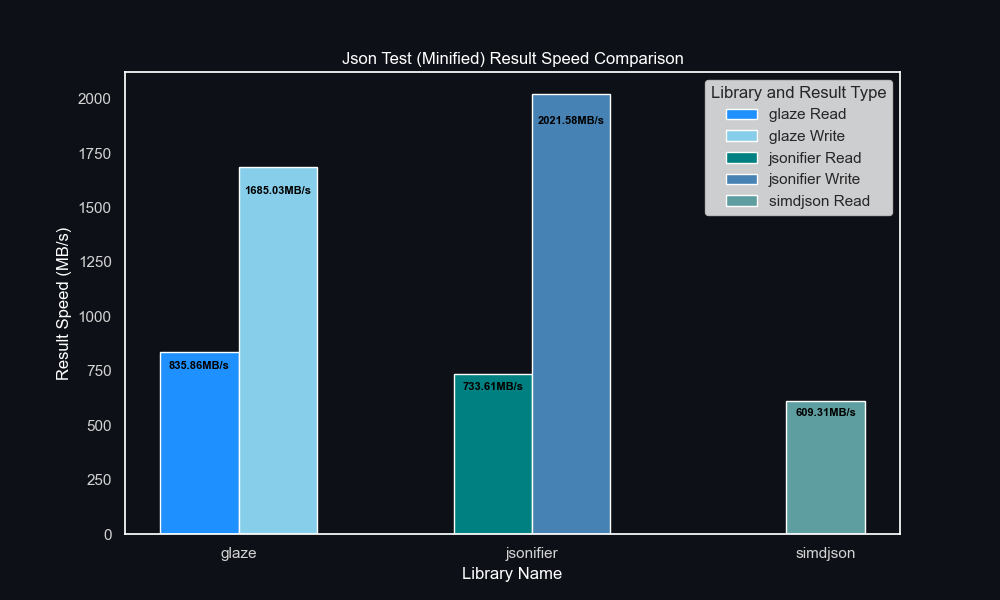 Json Test (Minified) Result Speed Comparison
Library and Result Type
glaze Read
glaze Write
jsonifier Read
jsonifier Write
simdjson Read
Result Speed (MB/s)
2000
1750
1500
1250
1000
750
500
250
0
835.86MB/s
1685.03MB/s
733.61MB/s
2021.58MB/s
609.31MB/s
glaze
jsonifier
simdjson
Library Name